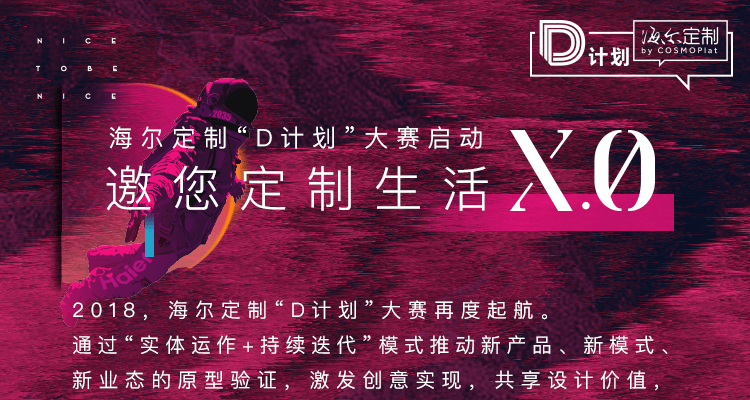 NICE
TOBE
NICE
D计划
海尔定制
by COSMOPlat
2030
海尔定制“D计划”大赛启动
邀您定制生活 X.0
Haier
2018，海尔定制“D计划”大赛再度起航。
通过“实体运作+持续迭代”模式推动新产品、新模式、
新业态的原型验证，激发创意实现，共享设计价值，